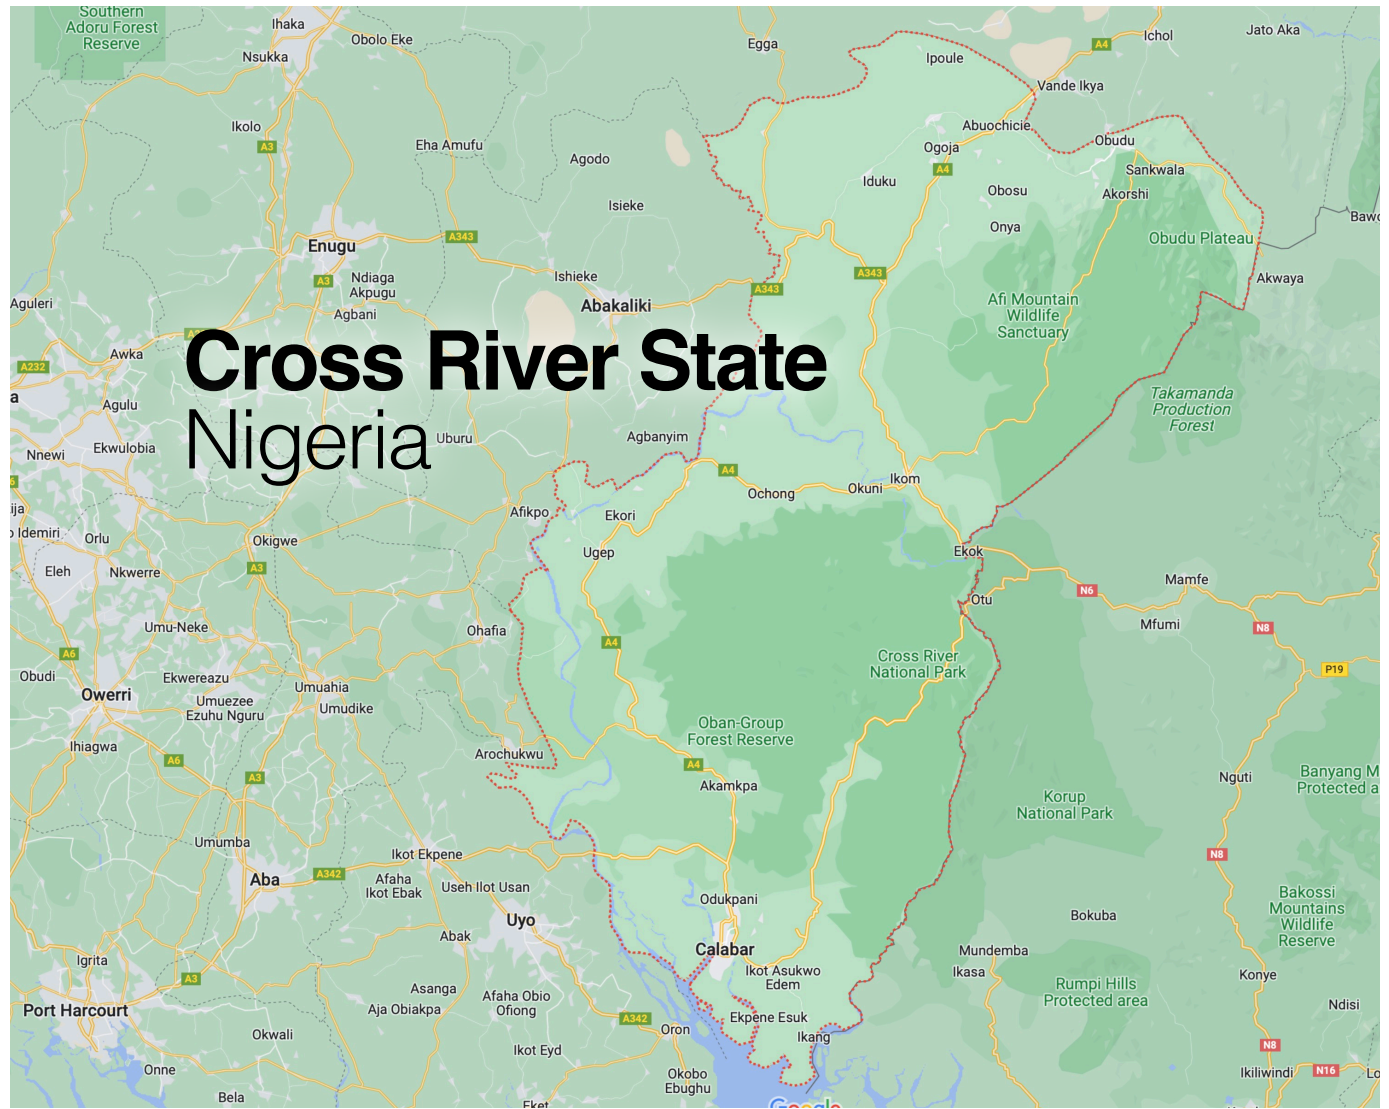 Southern
Adoru Forest
Reserve
Ihaka
Obolo Eke
Nsukka
Egga
Ipoule
A4
Ichol
Jato Aka
Vande Ikya
Ikolo
A3
Eha Amufu
Agodo
Abuochicie
Ogoja
A4
Obudu
Sankwala
Iduku
Obosu
Akorshi
Isieke
Onya
Enugu
A343
Obudu Plateau
A3
Ndiaga
Akpugu
Ishieke
A343
A343
Akwaya
Aguleri
Agbani
Abakaliki
Afi Mountain
Wildlife
Sanctuary
Awka
A232
Cross River State
Nigeria
Agulu
Takamanda
Production
Forest
Nnewi
Ekwulobia
Uburu
Agbanyim
A4
Ochong
Okuni
Ikom
Afikpo
Ekori
Idemiri
Orlu
Okigwe
Ugep
Ekok
Eleh
Nkwerre
A3
Otu
N6
Mamfe
Mfumi
N8
Umu-Neke
Ohafia
A4
A6
Obudi
Ekwereazu
Umuahia
Cross River
National Park
P19
Owerri
Umuezee
Ezuhu Nguru
Umudike
Oban-Group
Forest Reserve
Ihiagwa
A6
A3
Arochukwu
A4
Akamkpa
Nguti
Banyang M
Protected a
Korup
National Park
Umumba
Ikot Ekpene
N8
Aba
A342
Afaha
Ikot Ebak
Useh Ilot Usan
Odukpani
Bakossi
Mountains
Wildlife
Reserve
Uyo
Bokuba
Abak
Calabar
Mundemba
Igrita
A3
Ikot Asukwo
Edem
Ikasa
Konye
Asanga
Aja Obiakpa
Afaha Obio
Ofiong
Rumpi Hills
Protected area
Ndisi
Port Harcourt
A342
Oron
Ekpene Esuk
Ikang
Okwali
Ikot Eyd
N8
Onne
Okobo
Ebughu
Ikiliwindi
N16
Bela
Eket
Google